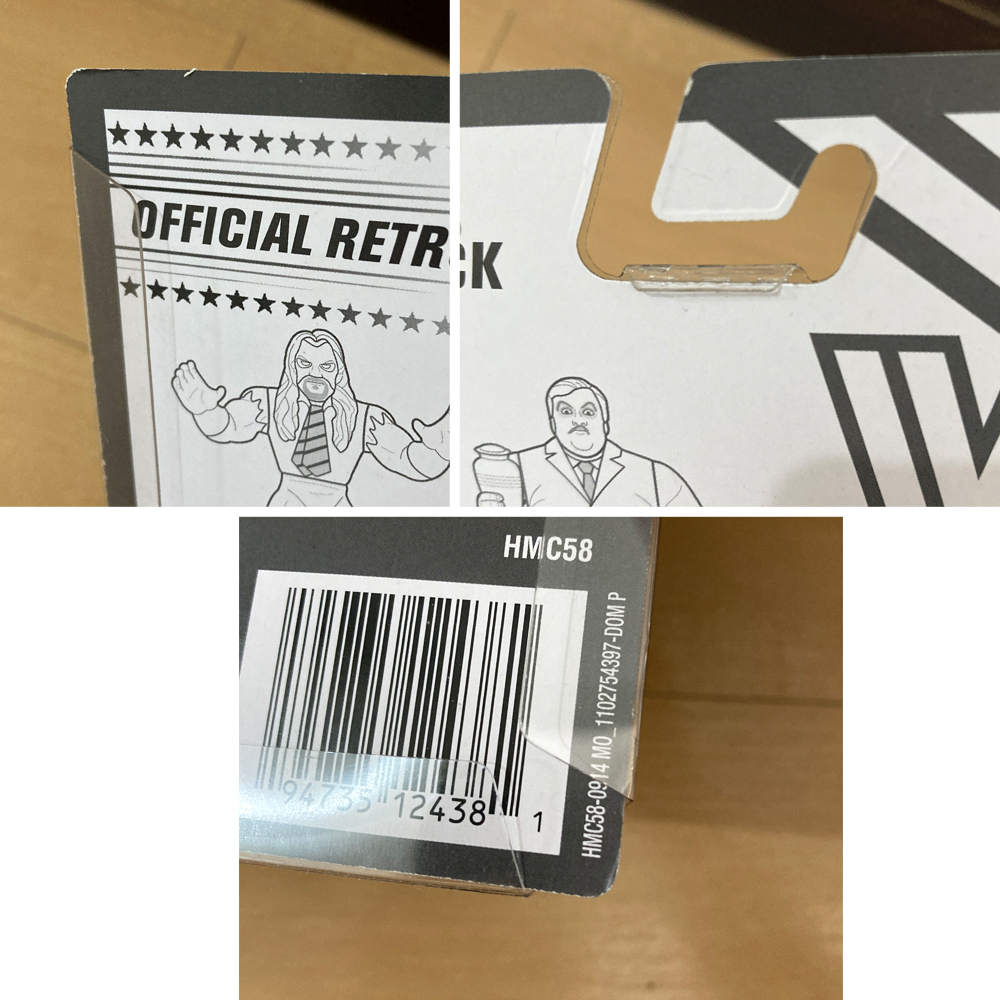 OFFICIAL RETR
CK
HMC58
94735 12438 1
HMC58-0914 MO_1102754397-DOM P